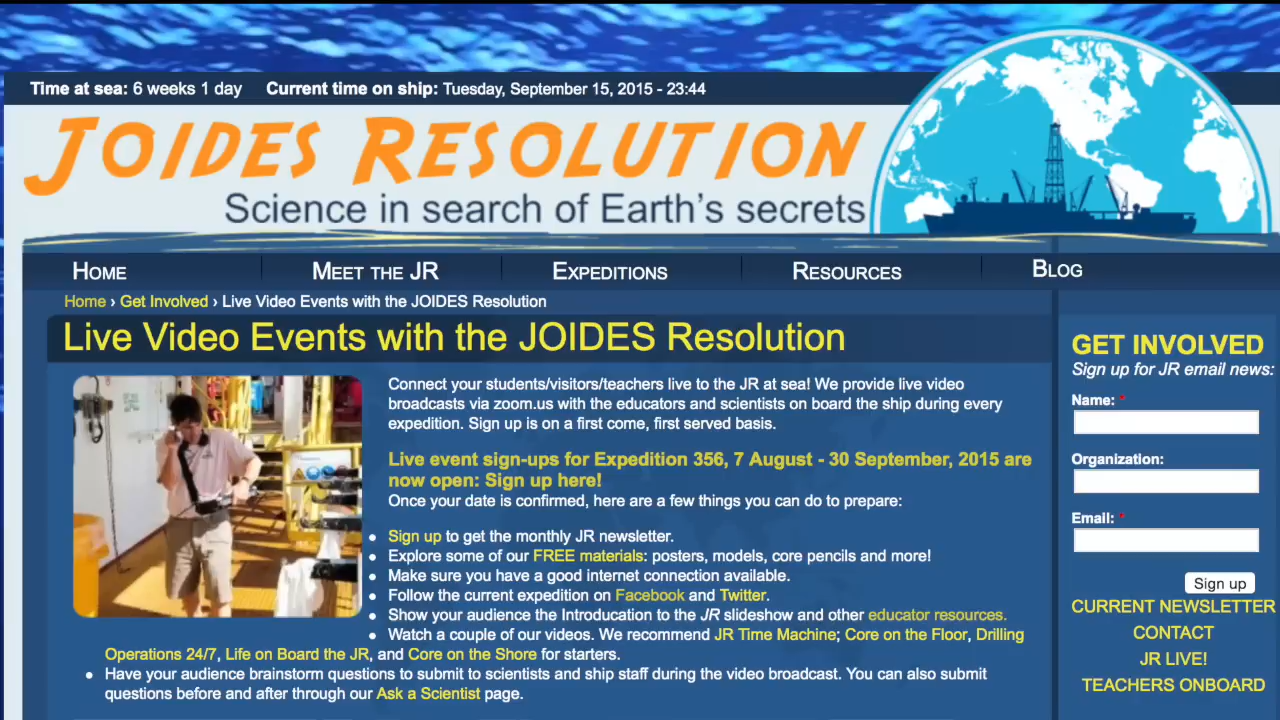 Time at sea: 6 weeks 1 day Current time on ship: Tuesday, September 15, 2015 - 23:44
JOIDES RESOLUTION
Science in search of Earth's secrets
HOME MEET THE JR EXPEDITIONS RESOURCES BLOG
Home › Get Involved › Live Video Events with the JOIDES Resolution
Live Video Events with the JOIDES Resolution
Connect your students/visitors/teachers live to the JR at sea! We provide live video
broadcasts via zoom.us with the educators and scientists on board the ship during every
expedition. Sign up is on a first come, first served basis.
Live event sign-ups for Expedition 356, 7 August - 30 September, 2015 are
now open: Sign up here!
Once your date is confirmed, here are a few things you can do to prepare:
• Sign up to get the monthly JR newsletter.
• Explore some of our FREE materials: posters, models, core pencils and more!
• Make sure you have a good internet connection available.
• Follow the current expedition on Facebook and Twitter.
• Show your audience the Introducation to the JR slideshow and other educator resources.
• Watch a couple of our videos. We recommend JR Time Machine; Core on the Floor, Drilling
Operations 24/7, Life on Board the JR, and Core on the Shore for starters.
• Have your audience brainstorm questions to submit to scientists and ship staff during the video broadcast. You can also submit
questions before and after through our Ask a Scientist page.
GET INVOLVED
Sign up for JR email news:
Name: *
Organization:
Email: *
Sign up
CURRENT NEWSLETTER
CONTACT
JR LIVE!
TEACHERS ONBOARD